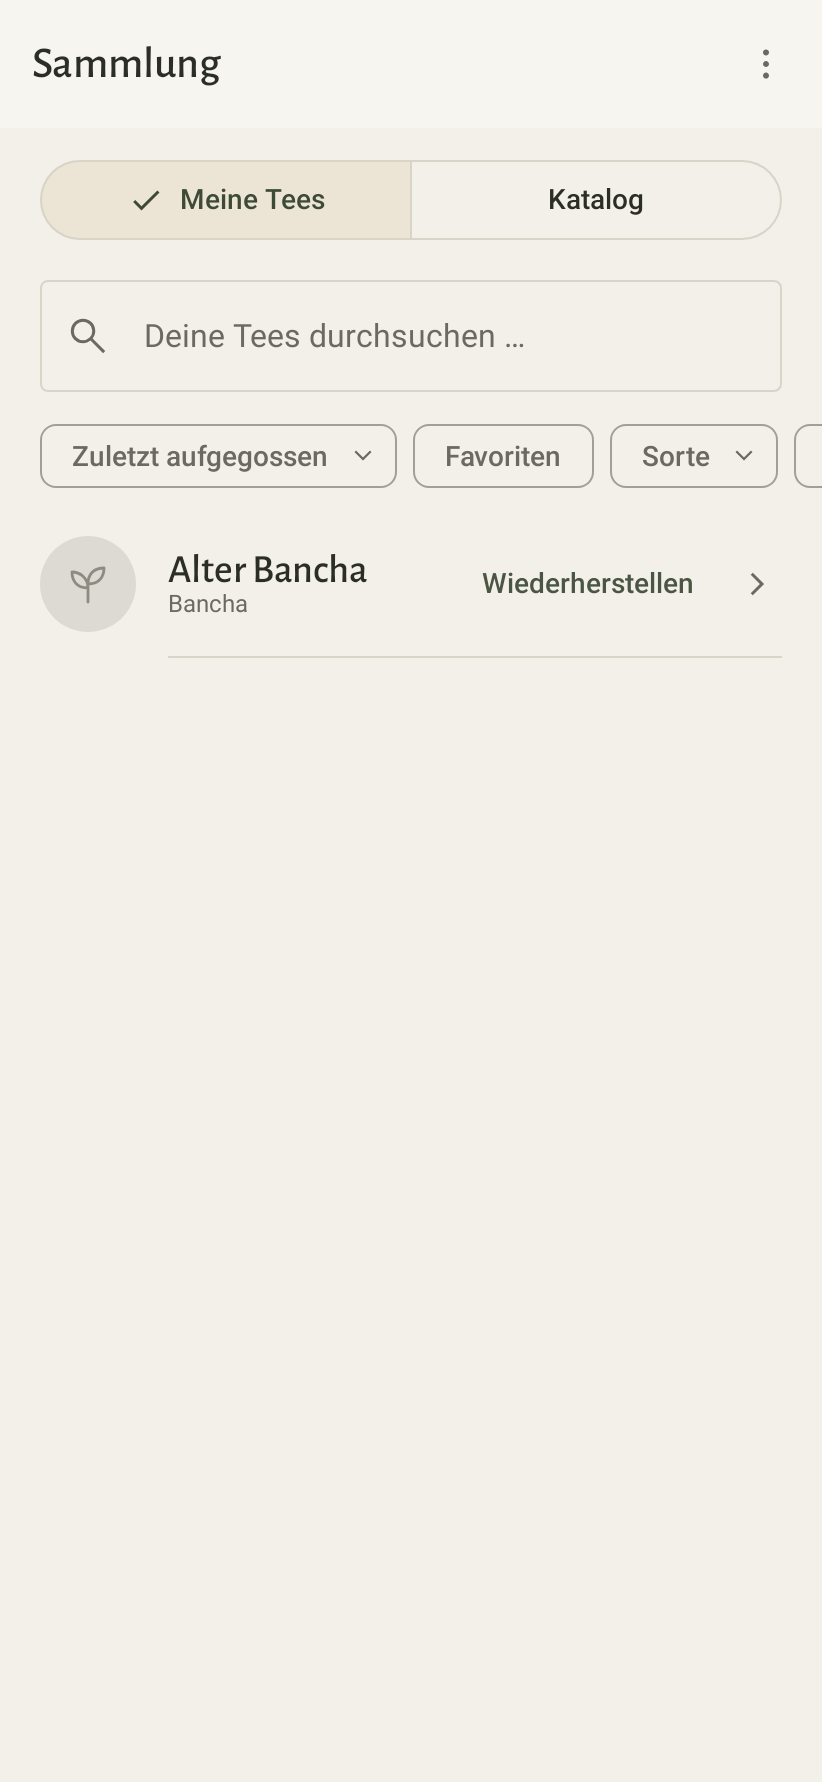 Sammlung
Meine Tees
Katalog
Deine Tees durchsuchen …
Zuletzt aufgegossen
Favoriten
Sorte
Alter Bancha
Bancha
Wiederherstellen